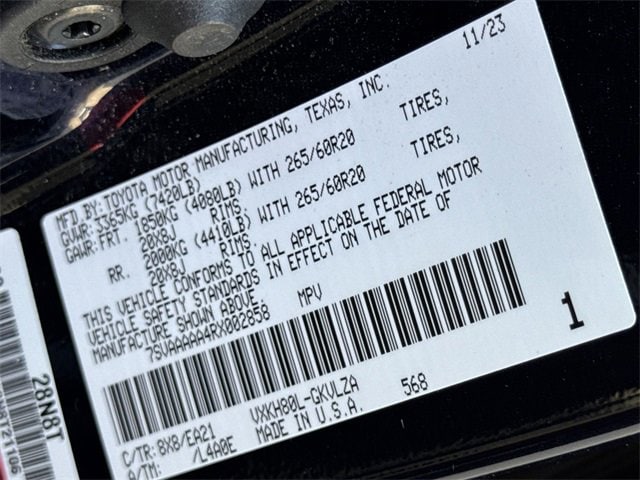 MFD BY: TOYOTA MOTOR MANUFACTURING, TEXAS, INC. 11/23
GVWR: 3365KG (7420LB)
GAWR: FRT. 1850KG (4080LB) WITH 265/60R20 TIRES,
20X8J RIMS.
RR. 2000KG (4410LB) WITH 265/60R20 TIRES,
20X8J RIMS.
THIS VEHICLE CONFORMS TO ALL APPLICABLE FEDERAL MOTOR
VEHICLE SAFETY STANDARDS IN EFFECT ON THE DATE OF
MANUFACTURE SHOWN ABOVE.
7SVAAAAA4RX002858 MPV
1
C/TR: 8X8/EA21 VXKH80L-GKVLZA 568
A/TM: /L4A0E MADE IN U.S.A.
28N8T